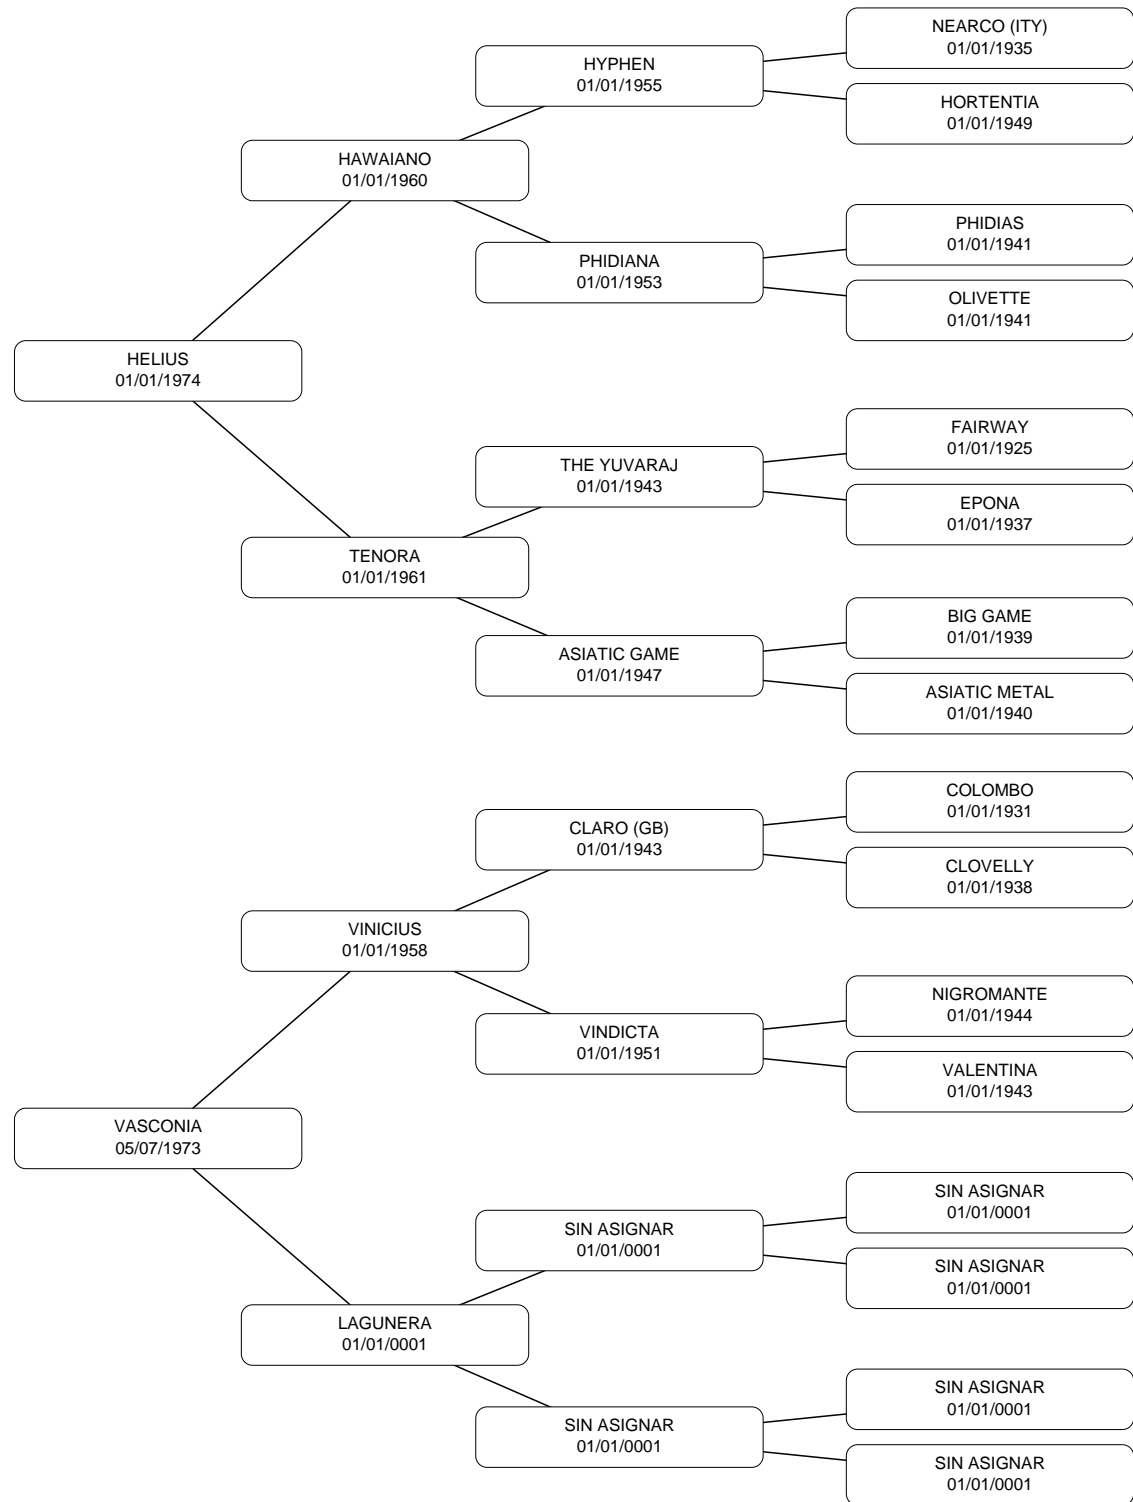 NEARCO (ITY)
01/01/1935
HYPHEN
01/01/1955
HORTENTIA
01/01/1949
HAWAIANO
01/01/1960
PHIDIAS
01/01/1941
PHIDIANA
01/01/1953
OLIVETTE
01/01/1941
HELIUS
01/01/1974
FAIRWAY
01/01/1925
THE YUVARAJ
01/01/1943
EPONA
01/01/1937
TENORA
01/01/1961
BIG GAME
01/01/1939
ASIATIC GAME
01/01/1947
ASIATIC METAL
01/01/1940
COLOMBO
01/01/1931
CLARO (GB)
01/01/1943
CLOVELLY
01/01/1938
VINICIUS
01/01/1958
NIGROMANTE
01/01/1944
VINDICTA
01/01/1951
VALENTINA
01/01/1943
VASCONIA
05/07/1973
SIN ASIGNAR
01/01/0001
SIN ASIGNAR
01/01/0001
SIN ASIGNAR
01/01/0001
LAGUNERA
01/01/0001
SIN ASIGNAR
01/01/0001
SIN ASIGNAR
01/01/0001
SIN ASIGNAR
01/01/0001